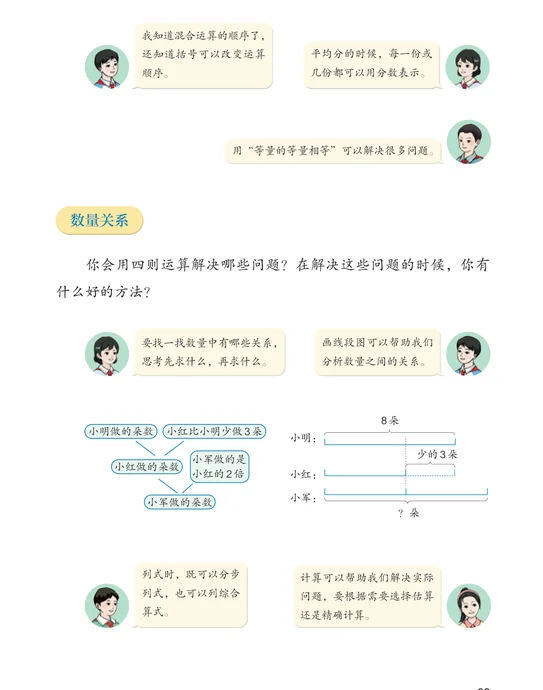 我知道混合运算的顺序了，
还知道括号可以改变运算
顺序。
平均分的时候，每一份或
几份都可以用分数表示。
用“等量的等量相等”可以解决很多问题。
数量关系
你会用四则运算解决哪些问题？在解决这些问题的时候，你有
什么好的方法？
要找一找数量中有哪些关系，
思考先求什么，再求什么。
画线段图可以帮助我们
分析数量之间的关系。
小明做的朵数
小红比小明少做3朵
小红做的朵数
小军做的是
小红的2倍
小军做的朵数
8朵
小明：
少的3朵
小红：
小军：
？朵
列式时，既可以分步
列式，也可以列综合
算式。
计算可以帮助我们解决实际
问题，要根据需要选择估算
还是精确计算。